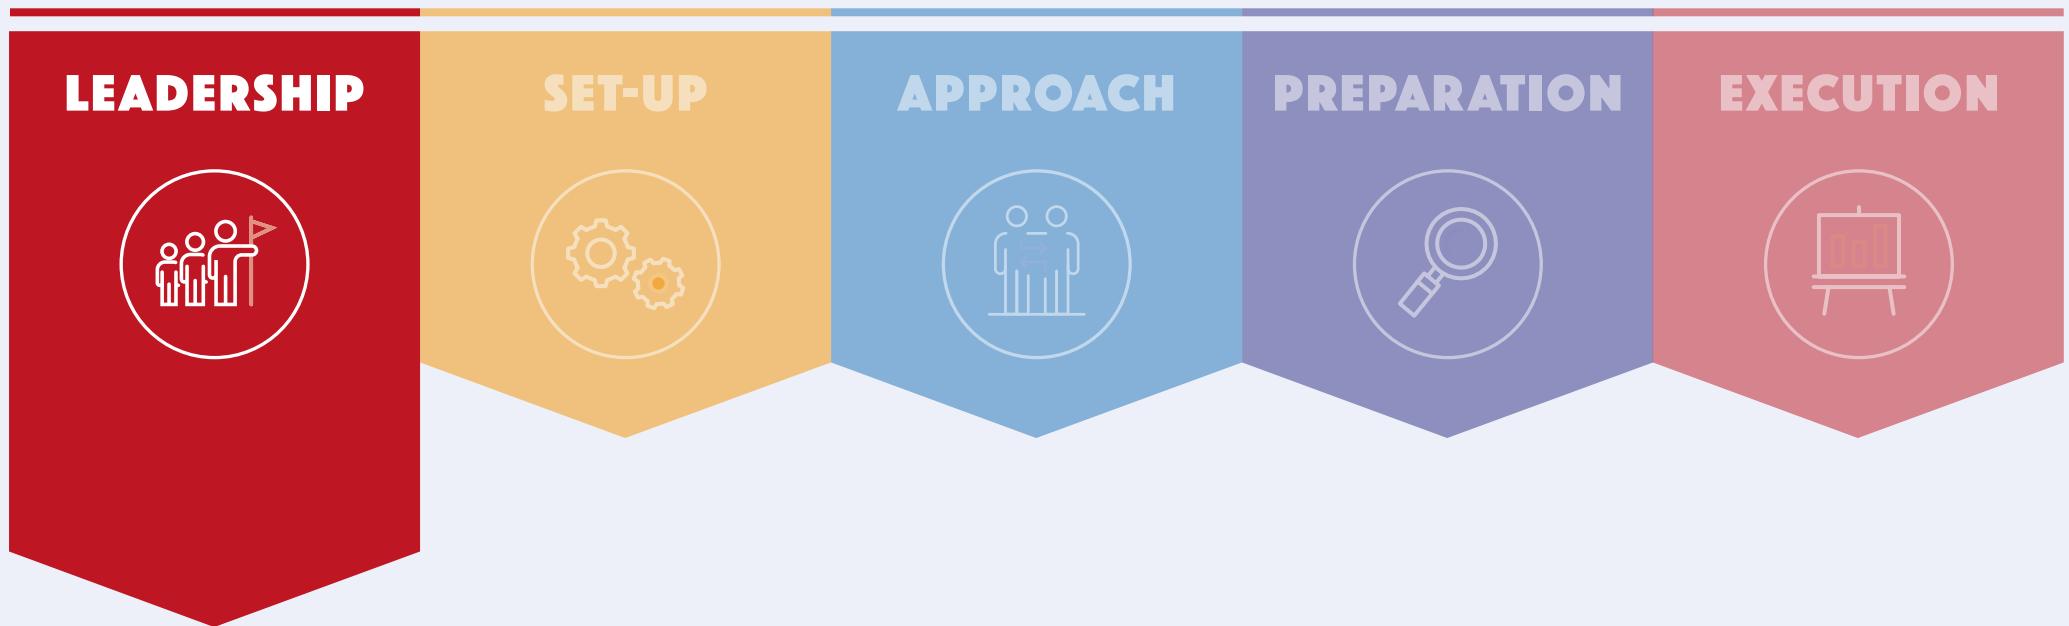 LEADERSHIP
SET-UP
APPROACH
PREPARATION
EXECUTION